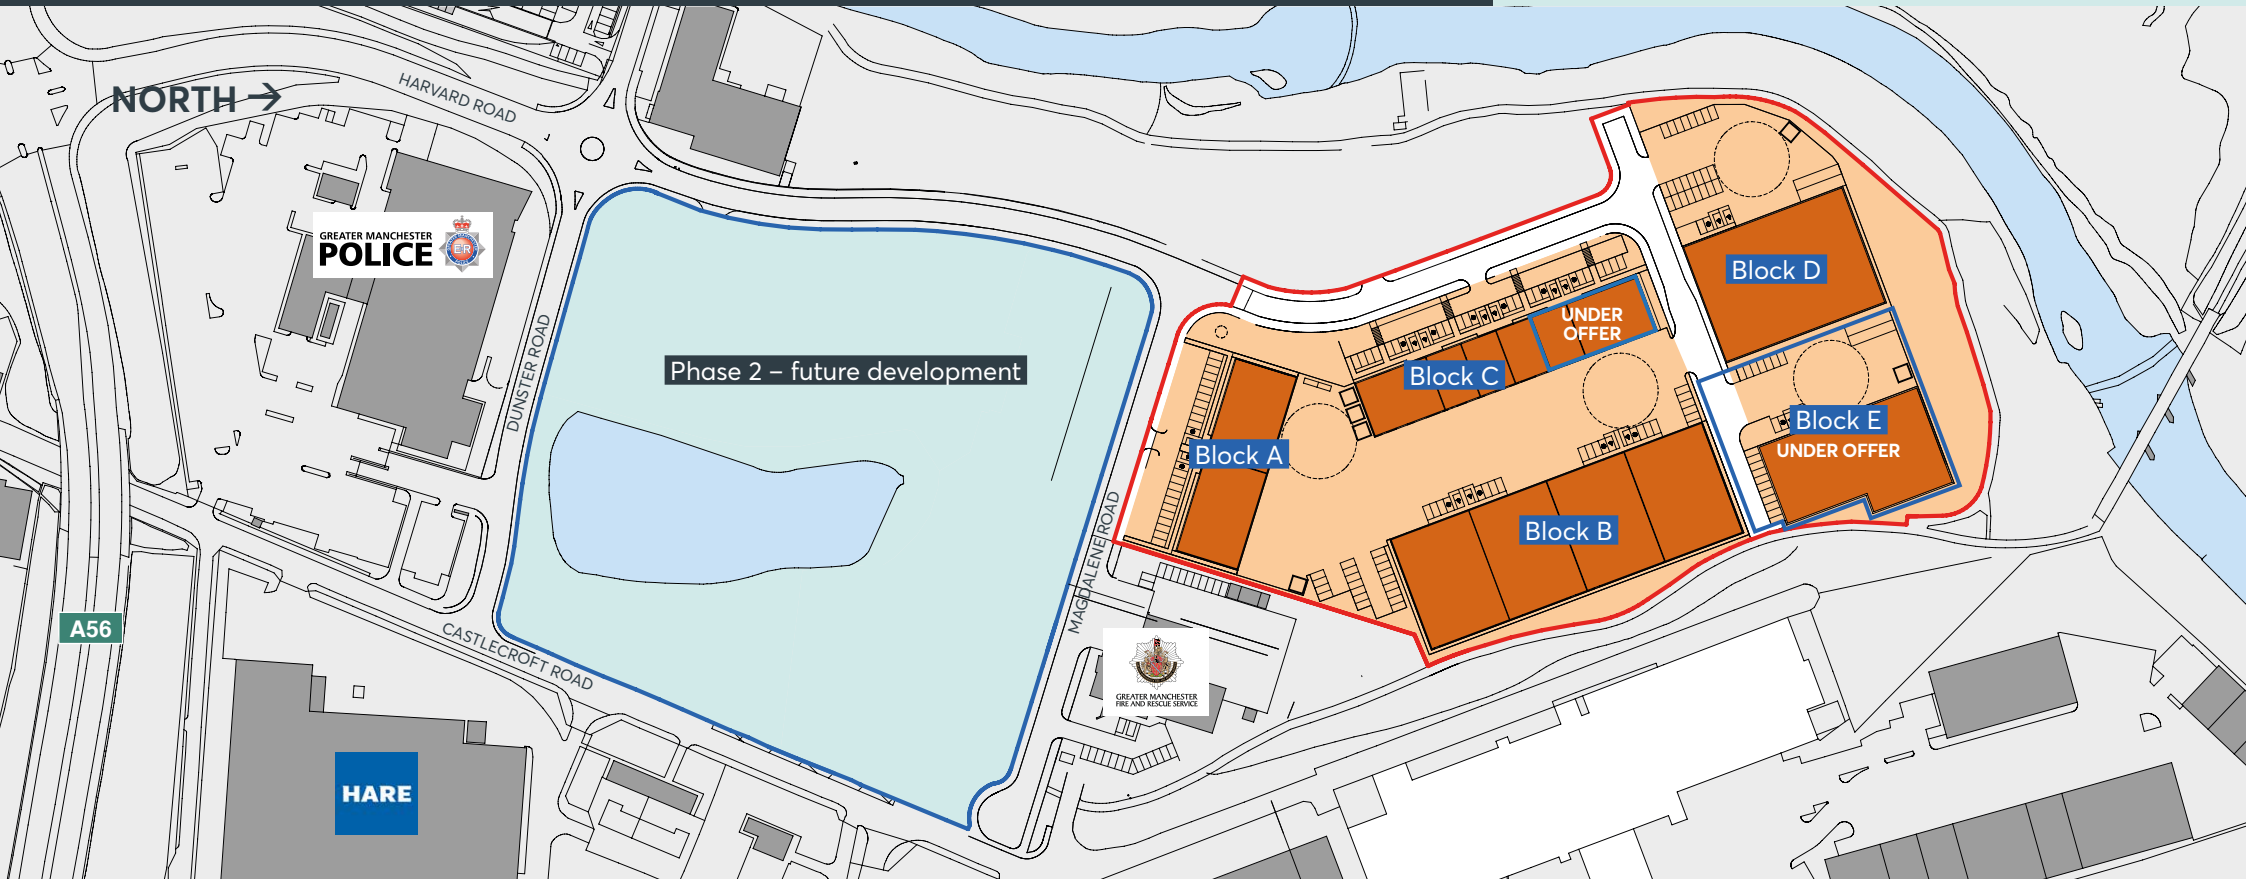 NORTH →
HARVARD ROAD
GREATER MANCHESTER
POLICE
E R
DUNSTER ROAD
Phase 2 – future development
A56
CASTLECROFT ROAD
HARE
MAGDALENE ROAD
GREATER MANCHESTER
FIRE AND RESCUE SERVICE
Block A
Block B
Block C
UNDER
OFFER
Block D
Block E
UNDER OFFER